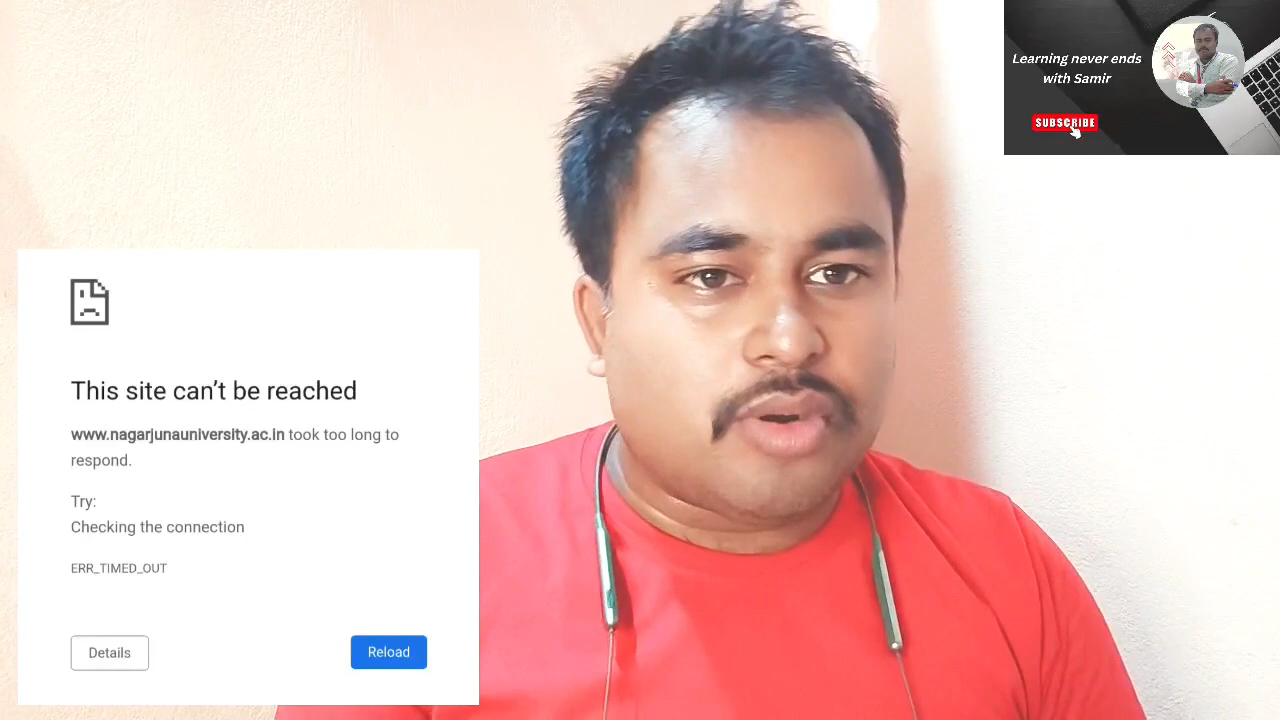 Learning never ends
with Samir
SUBSCRIBE
This site can’t be reached
www.nagarjunauniversity.ac.in took too long to
respond.
Try:
Checking the connection
ERR_TIMED_OUT
Details
Reload